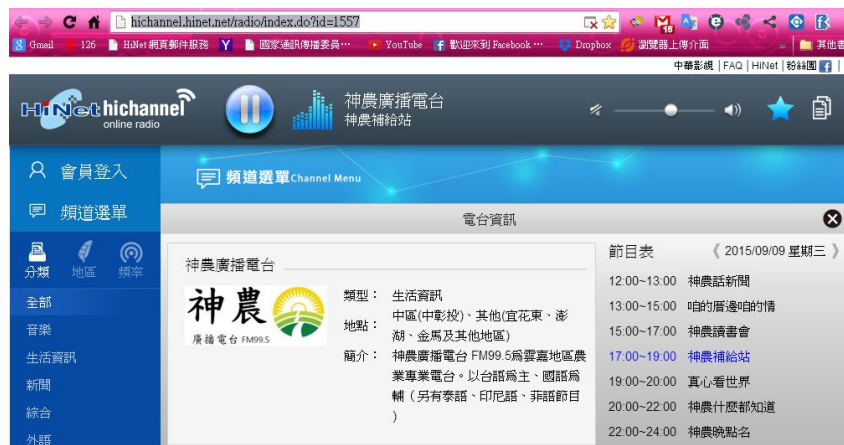 hichannel.hinet.net/radio/index.do?id=1557
15
Gmail 126 HiNet 網頁郵件服務 國家通訊傳播委員… YouTube 歡迎來到 Facebook … Dropbox 瀏覽器上傳介面 » 其他書
中華影視 | FAQ | HiNet | 粉絲團 |
HiNet hichannel
online radio
神農廣播電台
神農補給站
會員登入
頻道選單 Channel Menu
頻道選單
電台資訊
分類 地區 頻率
全部
音樂
生活資訊
新聞
綜合
外語
神農廣播電台
神農
廣播電台 FM99.5
類型： 生活資訊
地點： 中區(中彰投)、其他(宜花東、澎
湖、金馬及其他地區)
簡介： 神農廣播電台 FM99.5為雲嘉地區農
業專業電台。以台語為主、國語為
輔（另有泰語、印尼語、菲語節目
）
節目表 《 2015/09/09 星期三 》
12:00~13:00 神農話新聞
13:00~15:00 咱的厝邊咱的情
15:00~17:00 神農讀書會
17:00~19:00 神農補給站
19:00~20:00 真心看世界
20:00~22:00 神農什麼都知道
22:00~24:00 神農晚點名